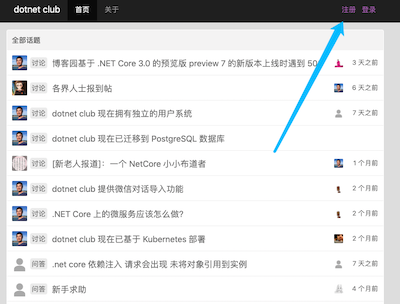 dotnet club 首页 关于 注册 登录
全部话题
讨论 博客园基于 .NET Core 3.0 的预览版 preview 7 的新版本上线时遇到 50 3 天之前
讨论 各界人士报到帖 6 天之前
讨论 dotnet club 现在拥有独立的用户系统 7 天之前
讨论 dotnet club 现在已迁移到 PostgreSQL 数据库
讨论 [新老人报道]：一个 NetCore 小小布道者 1 个月前
讨论 dotnet club 提供微信对话导入功能 2 个月前
讨论 .NET Core 上的微服务应该怎么做? 2 个月前
讨论 dotnet club 现在已基于 Kubernetes 部署 2 个月前
问答 .net core 依赖注入 请求会出现 未将对象引用到实例 7 天之前
问答 新手求助 4 个月前